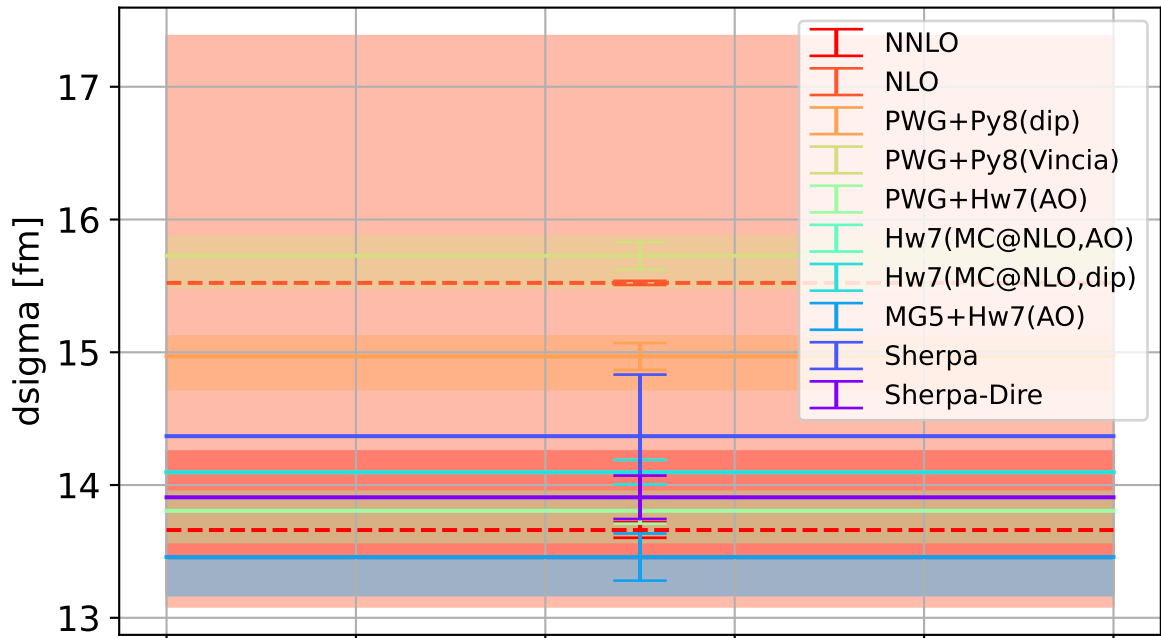 17
16
15
14
13
dsigma [fm]
NNLO
NLO
PWG+Py8(dip)
PWG+Py8(Vincia)
PWG+Hw7(AO)
Hw7(MC@NLO,AO)
Hw7(MC@NLO,dip)
MG5+Hw7(AO)
Sherpa
Sherpa-Dire